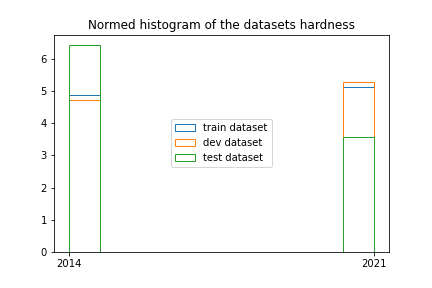 Normed histogram of the datasets hardness
6
5
4
3
2
1
0
train dataset
dev dataset
test dataset
2014
2021